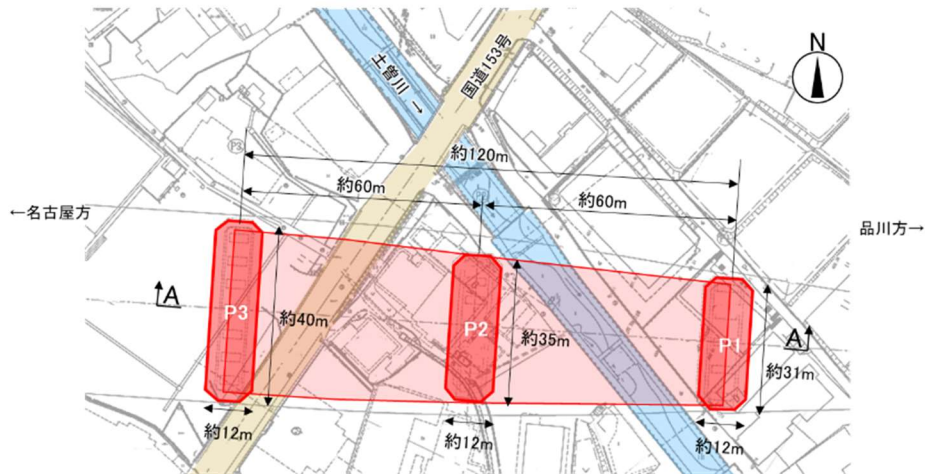 N
土曽川 →
国道153号
約120m
約60m
約60m
←名古屋方
品川方→
A
P3
約40m
P2
約35m
P1
A
約31m
約12m
約12m
約12m